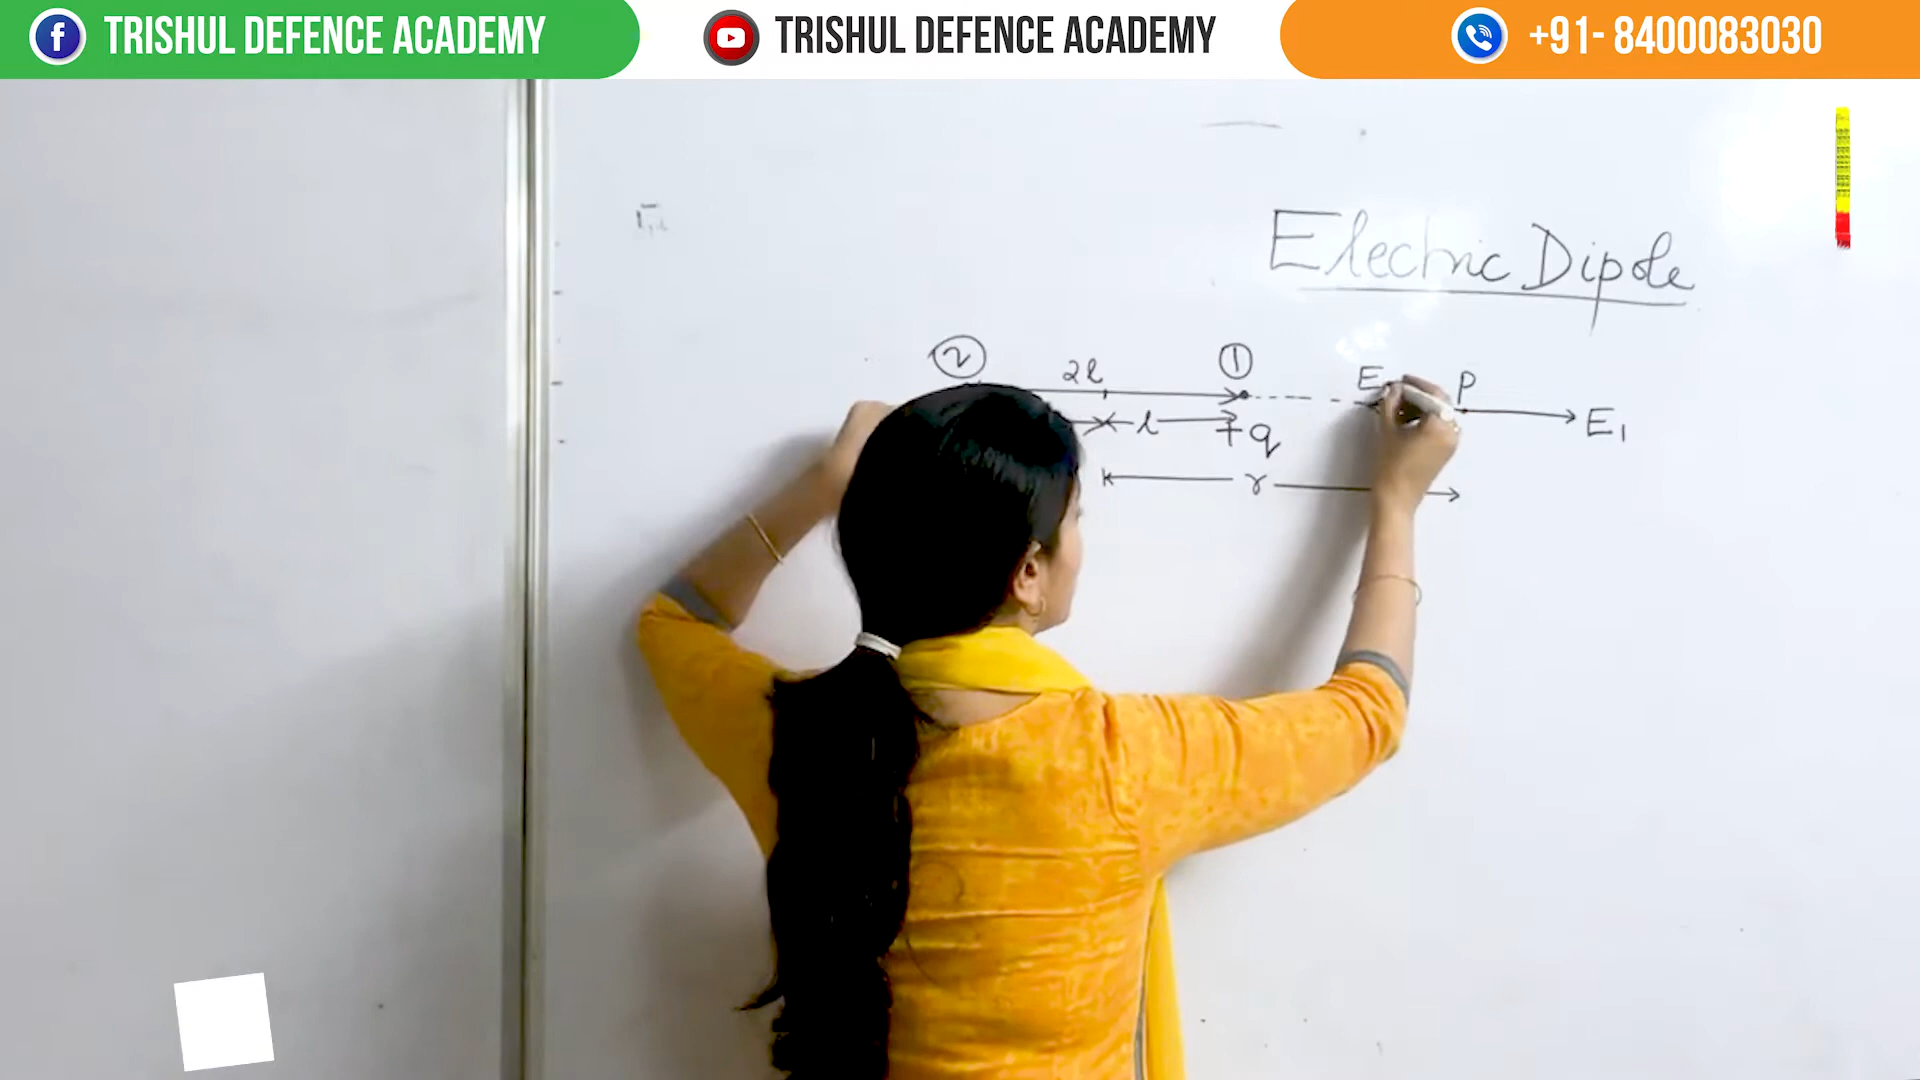 TRISHUL DEFENCE ACADEMY
TRISHUL DEFENCE ACADEMY
+91- 8400083030
Electric Dipole
② 2l ① E P
l +q E₁
r